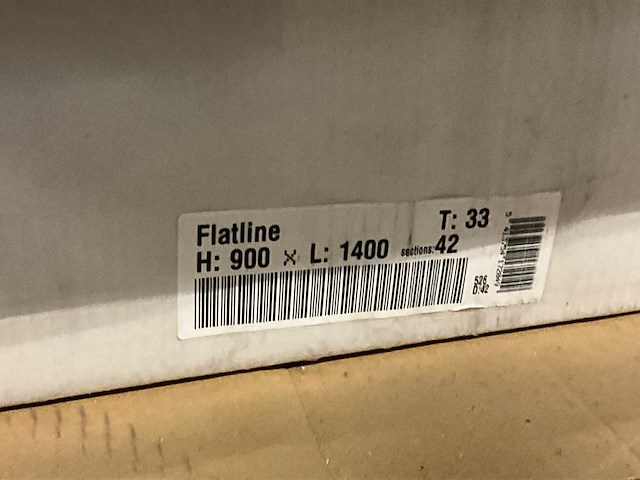 Flatline
T: 33
H: 900 x L: 1400 sections: 42